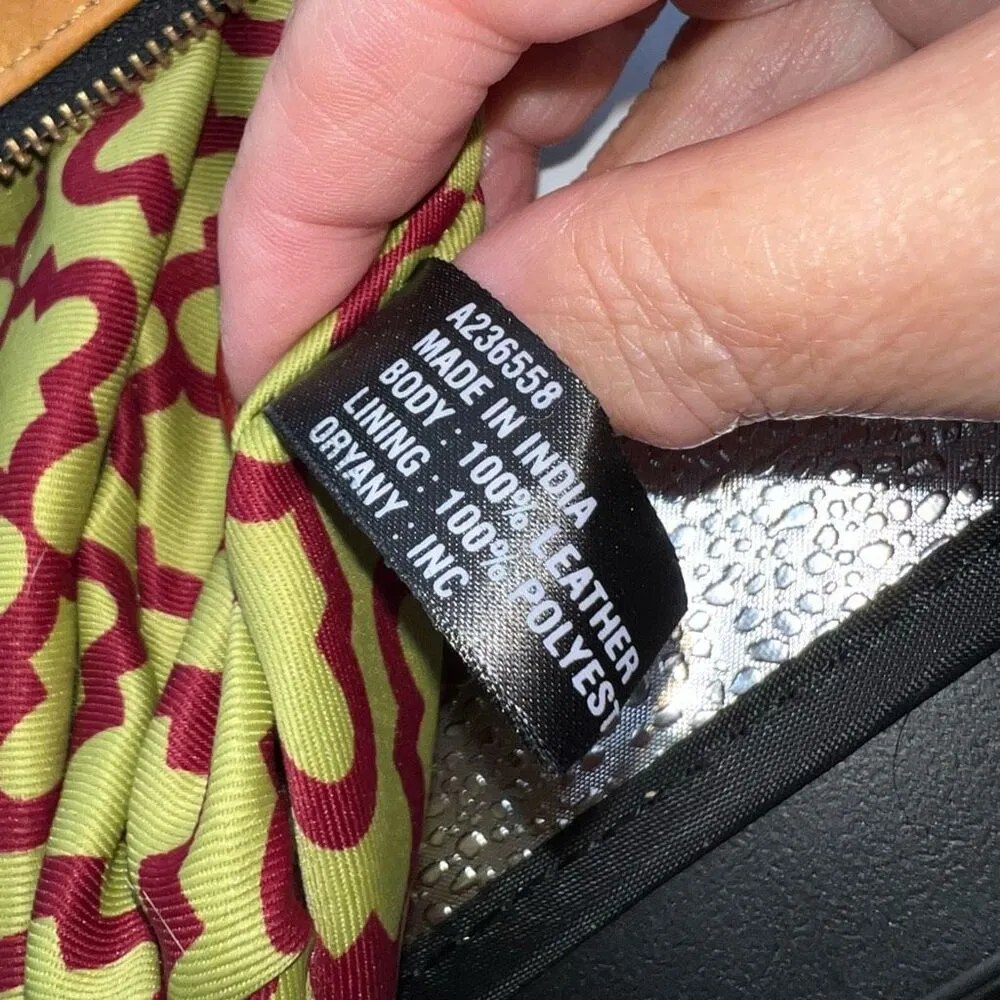 A236558
MADE IN INDIA
BODY · 100% LEATHER
LINING · 100% POLYEST
ORYANY · INC